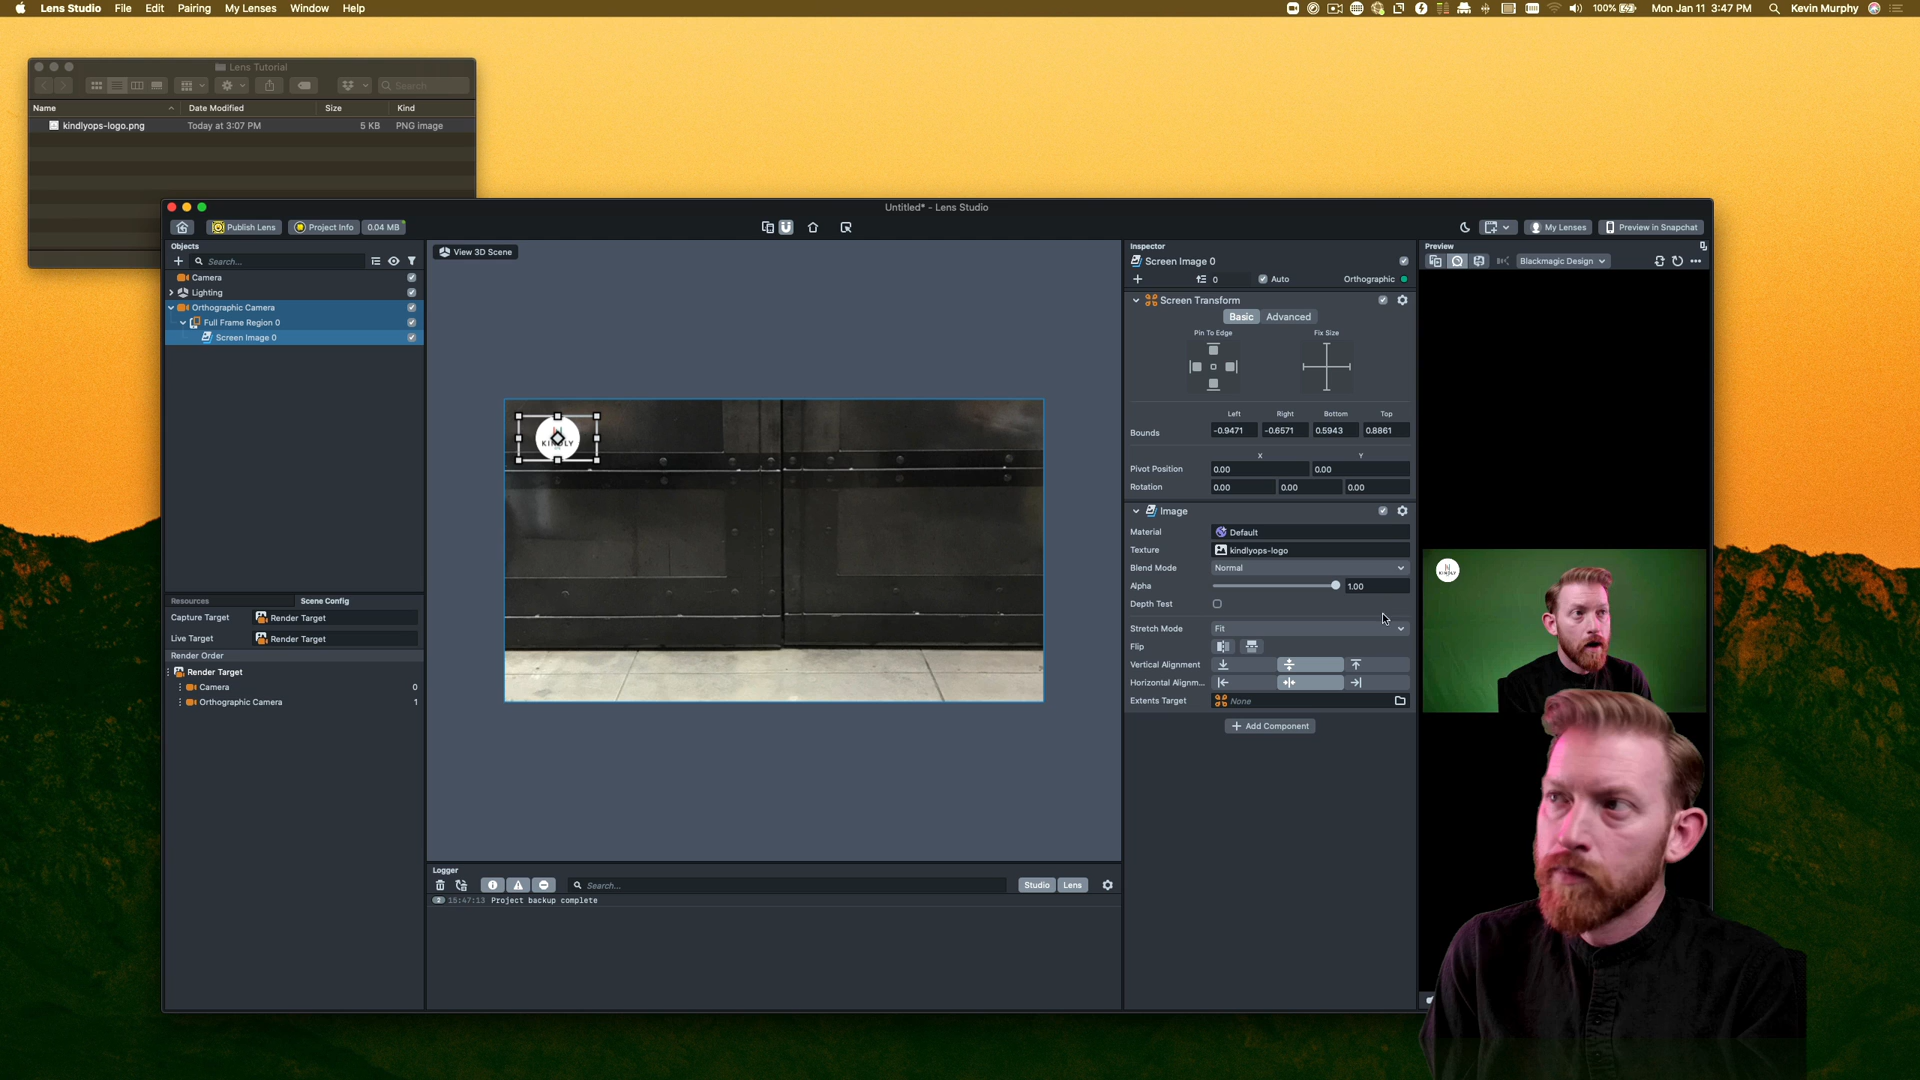 Lens Studio File Edit Pairing My Lenses Window Help 100% Mon Jan 11 3:47 PM Kevin Murphy
Lens Tutorial
Search
Name Date Modified Size Kind
kindlyops-logo.png Today at 3:07 PM 5 KB PNG image
Untitled* - Lens Studio
Publish Lens Project Info 0.04 MB My Lenses Preview in Snapchat
Objects
Search...
Camera
Lighting
Orthographic Camera
Full Frame Region 0
Screen Image 0
Resources Scene Config
Capture Target Render Target
Live Target Render Target
Render Order
Render Target
Camera 0
Orthographic Camera 1
View 3D Scene
KINDLY
Logger
Search... Studio Lens
2 15:47:13 Project backup complete
Inspector
Screen Image 0
0 Auto Orthographic
Screen Transform
Basic Advanced
Pin To Edge Fix Size
Left Right Bottom Top
Bounds -0.9471 -0.6571 0.5943 0.8861
X Y
Pivot Position 0.00 0.00
Rotation 0.00 0.00 0.00
Image
Material Default
Texture kindlyops-logo
Blend Mode Normal
Alpha 1.00
Depth Test
Stretch Mode Fit
Flip
Vertical Alignment
Horizontal Alignm...
Extents Target None
Add Component
Preview
Blackmagic Design
KINDLY